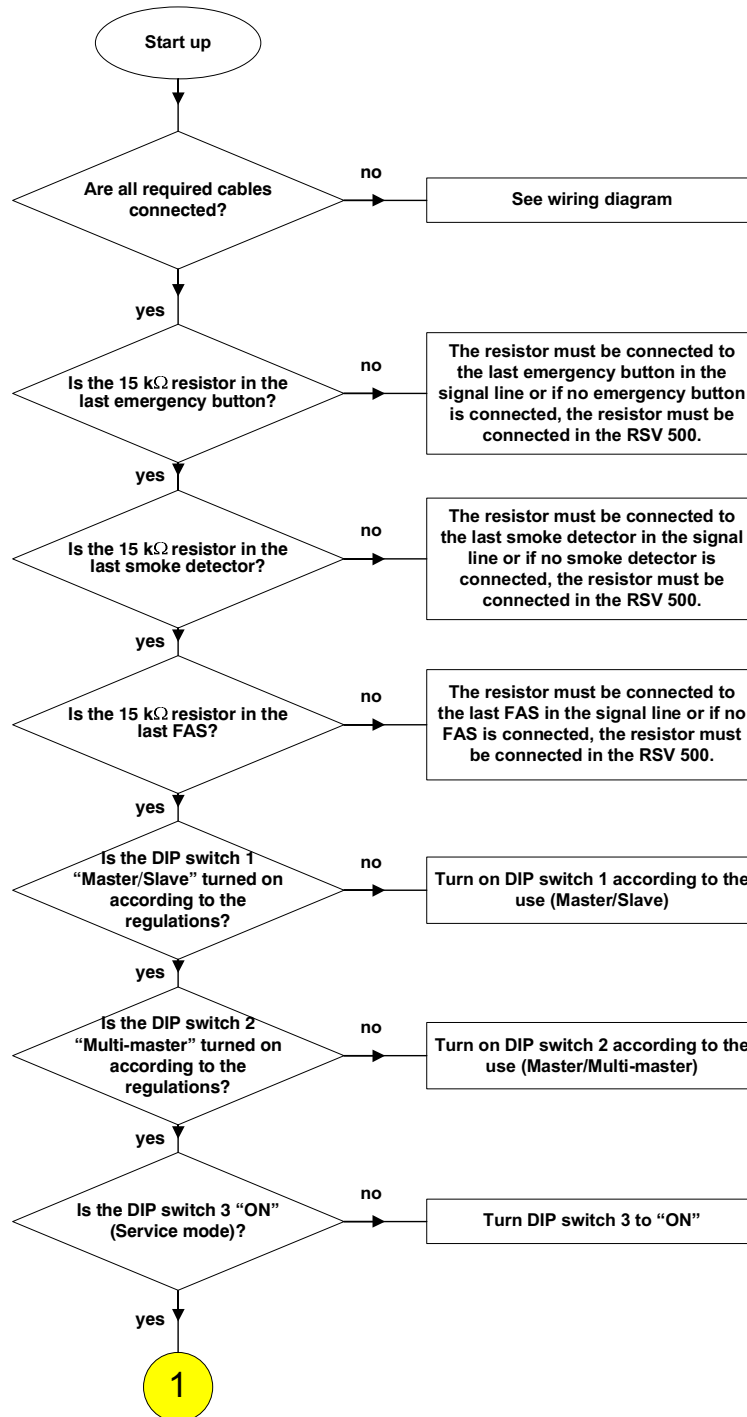 Start up
Are all required cables
connected?
no
See wiring diagram
yes
Is the 15 kΩ resistor in the
last emergency button?
no
The resistor must be connected to
the last emergency button in the
signal line or if no emergency button
is connected, the resistor must be
connected in the RSV 500.
yes
Is the 15 kΩ resistor in the
last smoke detector?
no
The resistor must be connected to
the last smoke detector in the signal
line or if no smoke detector is
connected, the resistor must be
connected in the RSV 500.
yes
Is the 15 kΩ resistor in the
last FAS?
no
The resistor must be connected to
the last FAS in the signal line or if no
FAS is connected, the resistor must
be connected in the RSV 500.
yes
Is the DIP switch 1
“Master/Slave” turned on
according to the
regulations?
no
Turn on DIP switch 1 according to the
use (Master/Slave)
yes
Is the DIP switch 2
“Multi-master” turned on
according to the
regulations?
no
Turn on DIP switch 2 according to the
use (Master/Multi-master)
yes
Is the DIP switch 3 “ON”
(Service mode)?
no
Turn DIP switch 3 to “ON”
yes
1